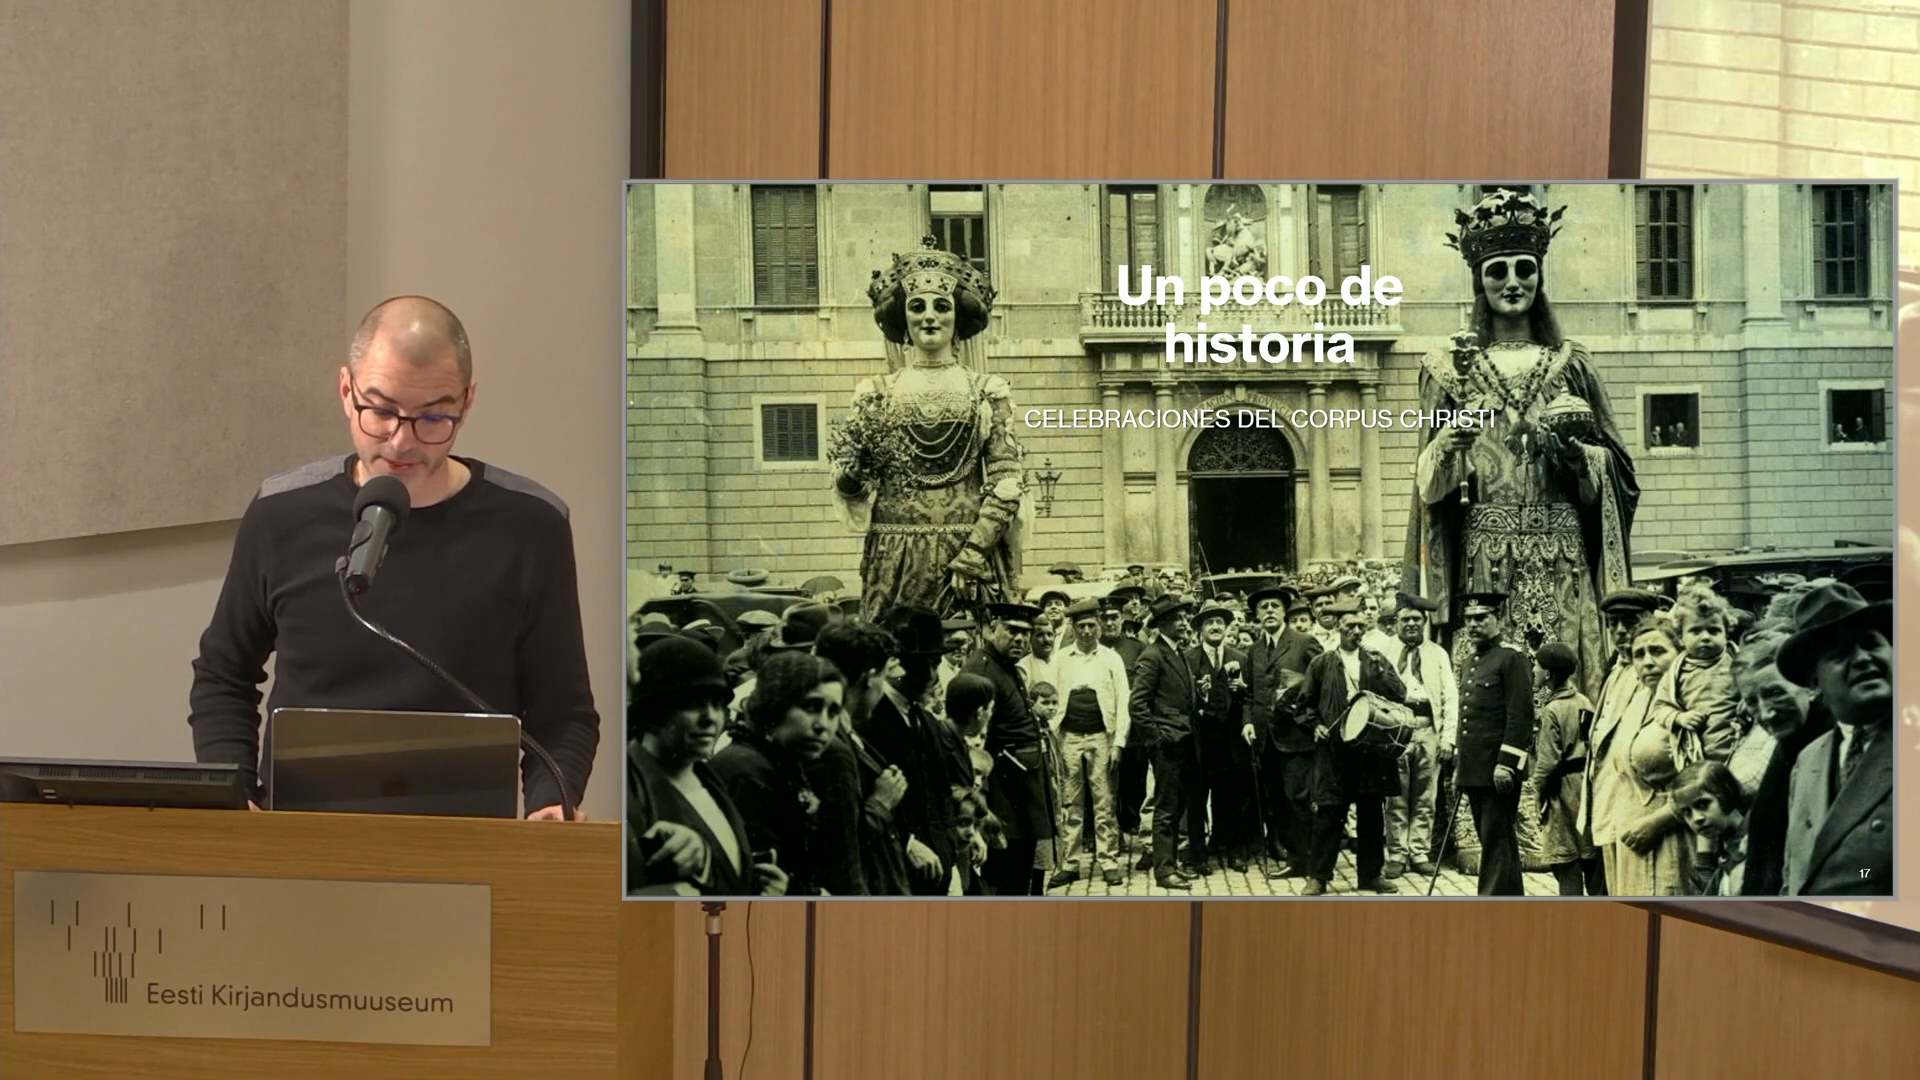 Un poco de
historia
CELEBRACIONES DEL CORPUS CHRISTI
17
Eesti Kirjandusmuuseum